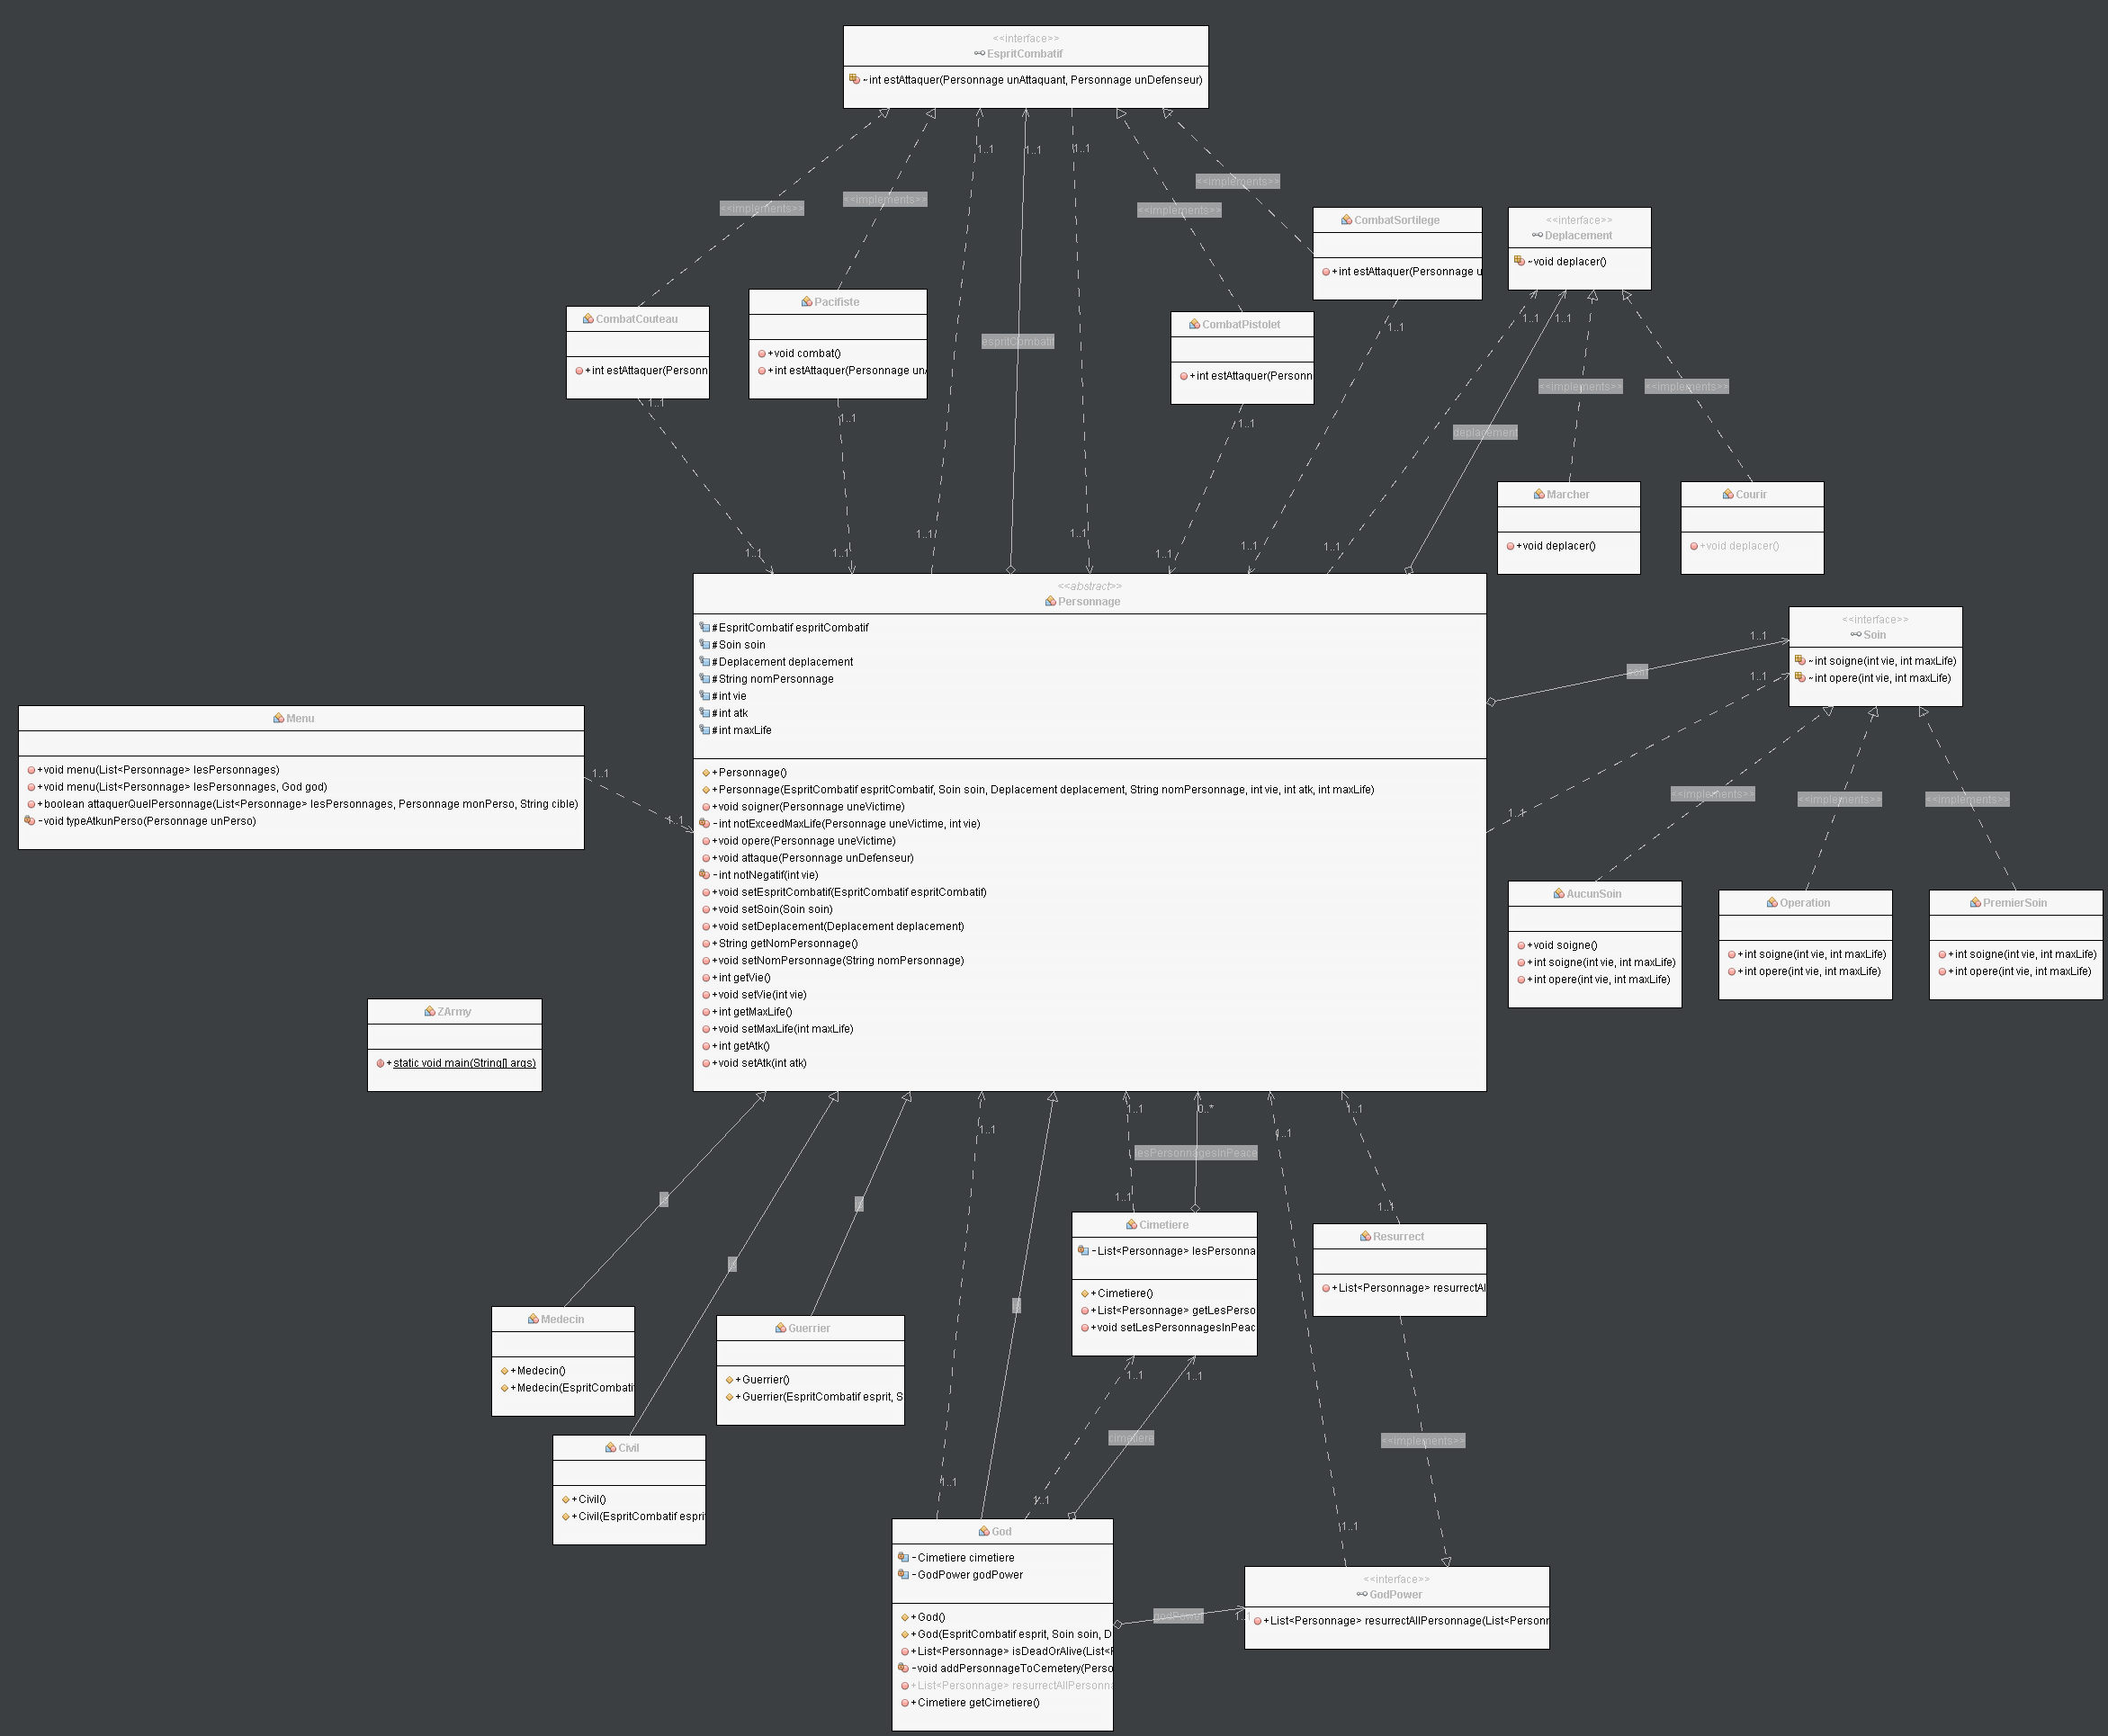 <<interface>>
EspritCombatif
~int estAttaquer(Personnage unAttaquant, Personnage unDefenseur)
1..1
1..1
1..1
<<implements>>
<<implements>>
<<implements>>
<<implements>>
CombatSortilege
+int estAttaquer(Personnage u
<<interface>>
Deplacement
~void deplacer()
CombatCouteau
+int estAttaquer(Personn
Pacifiste
+void combat()
+int estAttaquer(Personnage unA
espritCombatif
CombatPistolet
+int estAttaquer(Personn
1..1
1..1
1..1
<<implements>>
<<implements>>
1..1
1..1
1..1
deplacement
Marcher
+void deplacer()
Courir
+void deplacer()
1..1
1..1
1..1
1..1
1..1
1..1
1..1
<<abstract>>
Personnage
#EspritCombatif espritCombatif
#Soin soin
#Deplacement deplacement
#String nomPersonnage
#int vie
#int atk
#int maxLife
+Personnage()
+Personnage(EspritCombatif espritCombatif, Soin soin, Deplacement deplacement, String nomPersonnage, int vie, int atk, int maxLife)
+void soigner(Personnage uneVictime)
-int notExceedMaxLife(Personnage uneVictime, int vie)
+void opere(Personnage uneVictime)
+void attaque(Personnage unDefenseur)
-int notNegatif(int vie)
+void setEspritCombatif(EspritCombatif espritCombatif)
+void setSoin(Soin soin)
+void setDeplacement(Deplacement deplacement)
+String getNomPersonnage()
+void setNomPersonnage(String nomPersonnage)
+int getVie()
+void setVie(int vie)
+int getMaxLife()
+void setMaxLife(int maxLife)
+int getAtk()
+void setAtk(int atk)
<<interface>>
Soin
~int soigne(int vie, int maxLife)
~int opere(int vie, int maxLife)
1..1
soin
1..1
1..1
Menu
+void menu(List<Personnage> lesPersonnages)
+void menu(List<Personnage> lesPersonnages, God god)
+boolean attaquerQuelPersonnage(List<Personnage> lesPersonnages, Personnage monPerso, String cible)
-void typeAtkunPerso(Personnage unPerso)
1..1
1..1
<<implements>>
<<implements>>
<<implements>>
AucunSoin
+void soigne()
+int soigne(int vie, int maxLife)
+int opere(int vie, int maxLife)
Operation
+int soigne(int vie, int maxLife)
+int opere(int vie, int maxLife)
PremierSoin
+int soigne(int vie, int maxLife)
+int opere(int vie, int maxLife)
ZArmy
+static void main(String[] args)
1..1
1..1
0..*
1..1
1..1
lesPersonnagesInPeace
1..1
1..1
Cimetiere
-List<Personnage> lesPersonna
+Cimetiere()
+List<Personnage> getLesPerso
+void setLesPersonnagesInPeac
Resurrect
+List<Personnage> resurrectAl
Medecin
+Medecin()
+Medecin(EspritCombati
Guerrier
+Guerrier()
+Guerrier(EspritCombatif esprit, S
Civil
+Civil()
+Civil(EspritCombatif esprit
1..1
1..1
cimetiere
<<implements>>
1..1
1..1
1..1
God
-Cimetiere cimetiere
-GodPower godPower
+God()
+God(EspritCombatif esprit, Soin soin, D
+List<Personnage> isDeadOrAlive(List<P
-void addPersonnageToCemetery(Perso
+List<Personnage> resurrectAllPersonna
+Cimetiere getCimetiere()
godPower
1..1
<<interface>>
GodPower
+List<Personnage> resurrectAllPersonnage(List<Personn